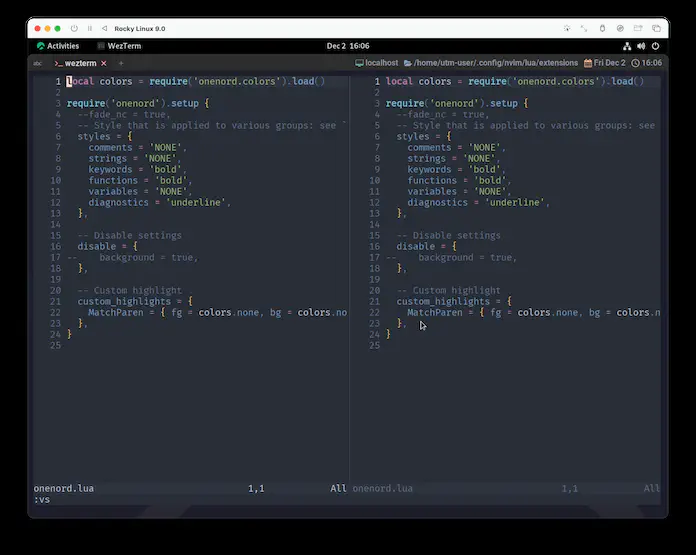 Rocky Linux 9.0
Activities WezTerm Dec 2 16:06
wezterm × + localhost /home/utm-user/.config/nvim/lua/extensions Fri Dec 2 16:06
1 local colors = require('onenord.colors').load()
2
3 require('onenord').setup {
4 --fade_nc = true,
5 -- Style that is applied to various groups: see `
6 styles = {
7 comments = 'NONE',
8 strings = 'NONE',
9 keywords = 'bold',
10 functions = 'bold',
11 variables = 'NONE',
12 diagnostics = 'underline',
13 },
14
15 -- Disable settings
16 disable = {
17 -- background = true,
18 },
19
20 -- Custom highlight
21 custom_highlights = {
22 MatchParen = { fg = colors.none, bg = colors.no
23 },
24 }
25
onenord.lua 1,1 All
:vs
1 local colors = require('onenord.colors').load()
2
3 require('onenord').setup {
4 --fade_nc = true,
5 -- Style that is applied to various groups: see
6 styles = {
7 comments = 'NONE',
8 strings = 'NONE',
9 keywords = 'bold',
10 functions = 'bold',
11 variables = 'NONE',
12 diagnostics = 'underline',
13 },
14
15 -- Disable settings
16 disable = {
17 -- background = true,
18 },
19
20 -- Custom highlight
21 custom_highlights = {
22 MatchParen = { fg = colors.none, bg = colors.n
23 },
24 }
25
onenord.lua 1,1 All